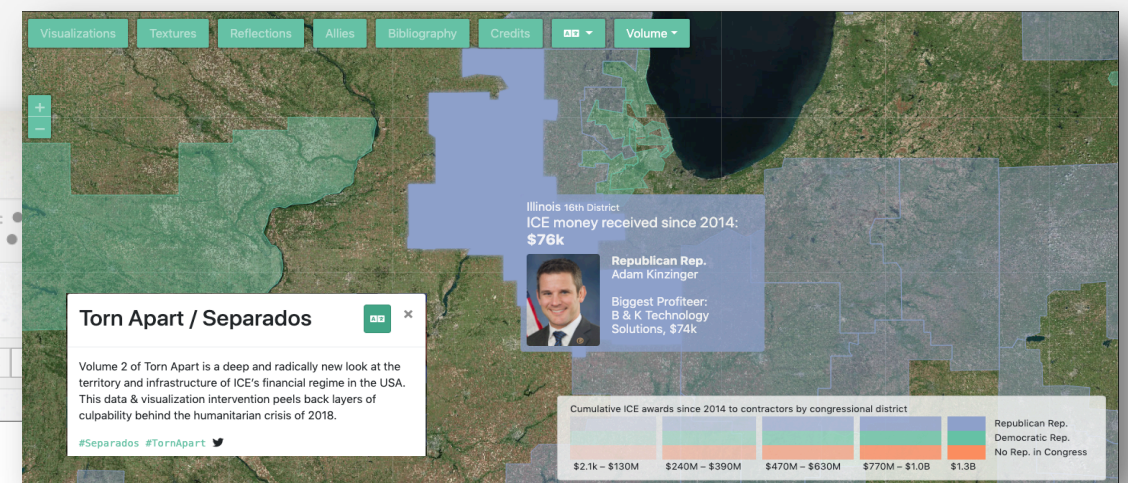 Visualizations Textures Reflections Allies Bibliography Credits Volume
+
−
Illinois 16th District
ICE money received since 2014:
$76k
Republican Rep.
Adam Kinzinger
Biggest Profiteer:
B & K Technology
Solutions, $74k
Torn Apart / Separados ×
Volume 2 of Torn Apart is a deep and radically new look at the
territory and infrastructure of ICE's financial regime in the USA.
This data & visualization intervention peels back layers of
culpability behind the humanitarian crisis of 2018.
#Separados #TornApart
Cumulative ICE awards since 2014 to contractors by congressional district
Republican Rep.
Democratic Rep.
No Rep. in Congress
$2.1k – $130M $240M – $390M $470M – $630M $770M – $1.0B $1.3B